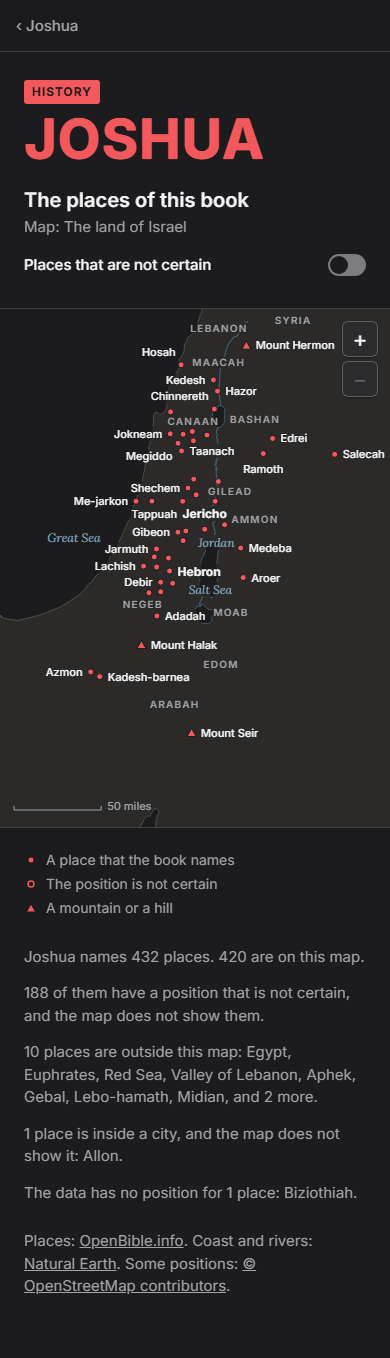 ‹ Joshua
HISTORY
JOSHUA
The places of this book
Map: The land of Israel
Places that are not certain
SYRIA
LEBANON
Mount Hermon
+
−
Hosah
MAACAH
Kedesh
Hazor
Chinnereth
CANAAN
BASHAN
Jokneam
Edrei
Megiddo
Taanach
Salecah
Ramoth
Shechem
GILEAD
Me-jarkon
Tappuah
Jericho
AMMON
Gibeon
Great Sea
Jordan
Jarmuth
Medeba
Lachish
Hebron
Debir
Aroer
Salt Sea
NEGEB
Adadah
MOAB
Mount Halak
EDOM
Azmon
Kadesh-barnea
ARABAH
Mount Seir
50 miles
A place that the book names
The position is not certain
A mountain or a hill
Joshua names 432 places. 420 are on this map.
188 of them have a position that is not certain,
and the map does not show them.
10 places are outside this map: Egypt,
Euphrates, Red Sea, Valley of Lebanon, Aphek,
Gebal, Lebo-hamath, Midian, and 2 more.
1 place is inside a city, and the map does not
show it: Allon.
The data has no position for 1 place: Biziothiah.
Places: OpenBible.info. Coast and rivers:
Natural Earth. Some positions: ©
OpenStreetMap contributors.